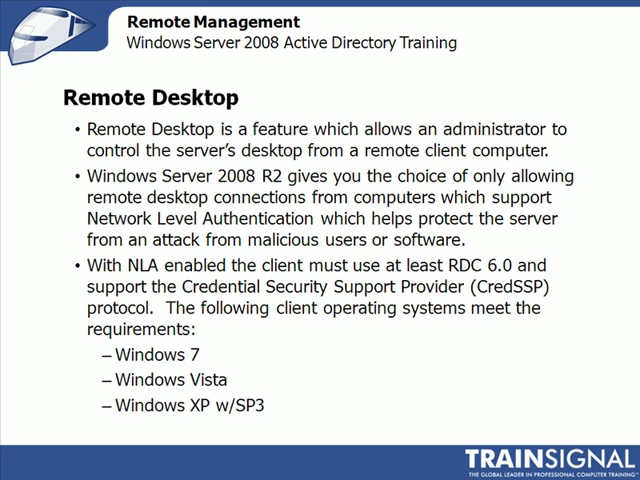 Remote Management
Windows Server 2008 Active Directory Training
Remote Desktop
• Remote Desktop is a feature which allows an administrator to
control the server's desktop from a remote client computer.
• Windows Server 2008 R2 gives you the choice of only allowing
remote desktop connections from computers which support
Network Level Authentication which helps protect the server
from an attack from malicious users or software.
• With NLA enabled the client must use at least RDC 6.0 and
support the Credential Security Support Provider (CredSSP)
protocol.  The following client operating systems meet the
requirements:
– Windows 7
– Windows Vista
– Windows XP w/SP3
TRAINSIGNAL
THE GLOBAL LEADER IN PROFESSIONAL COMPUTER TRAINING